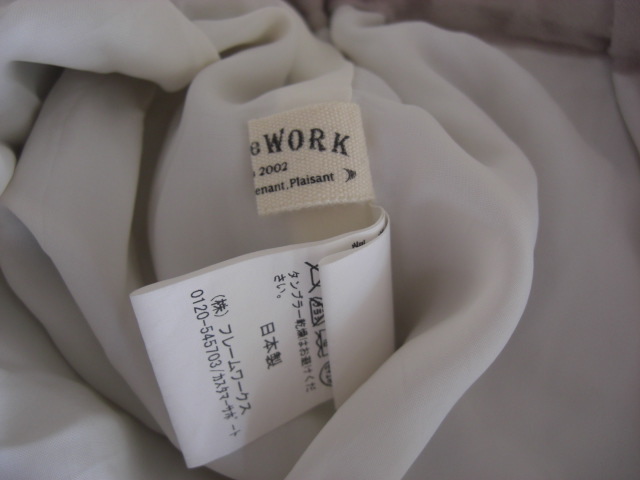 eWORK
2002
enant.Plaisant
タンブラー乾燥はお避けくだ
さい。
日本製
(株) フレームワークス
0120-545703/カスタマーサポート